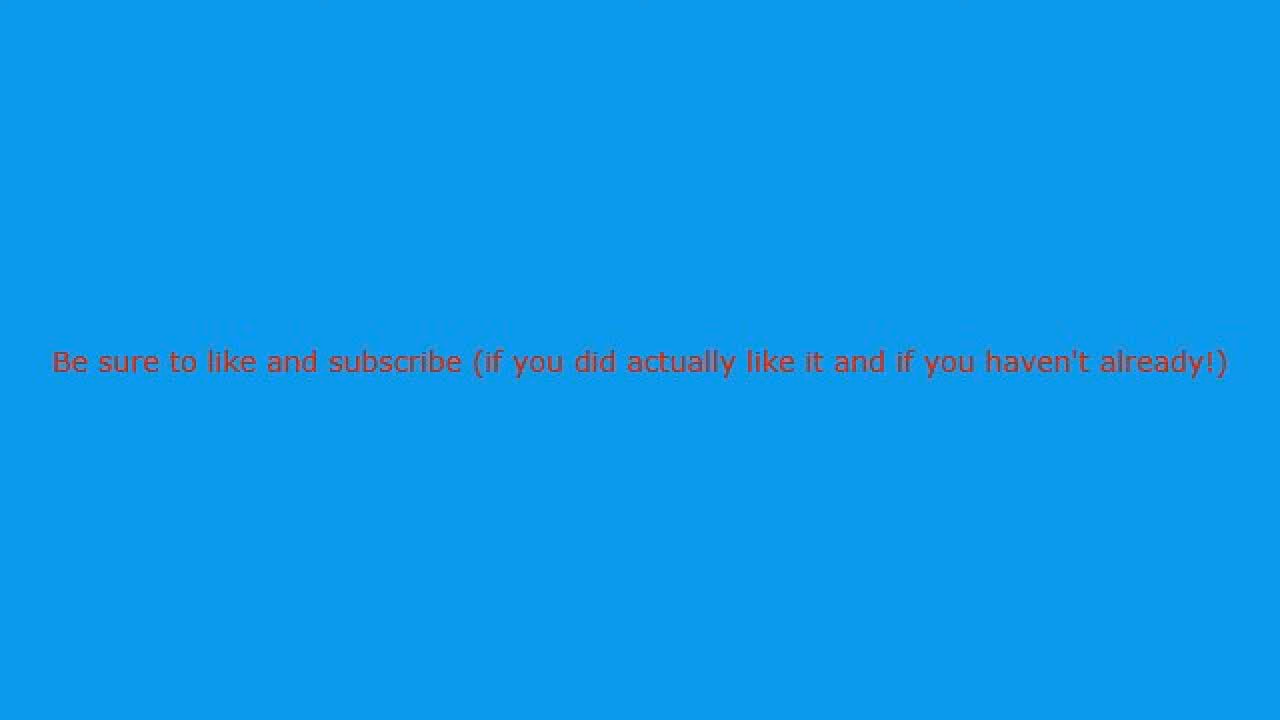 Be sure to like and subscribe (if you did actually like it and if you haven't already!)